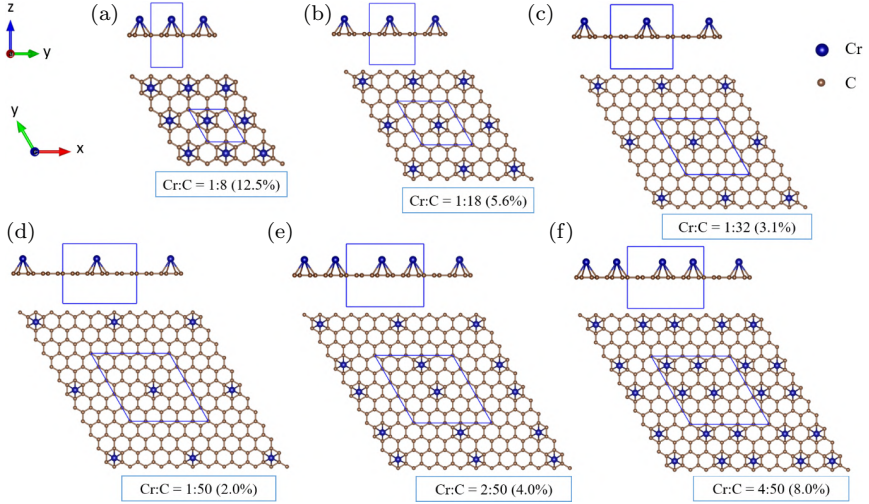 z
y
y
x
(a)
Cr:C = 1:8 (12.5%)
(b)
Cr:C = 1:18 (5.6%)
(c)
Cr:C = 1:32 (3.1%)
Cr
C
(d)
Cr:C = 1:50 (2.0%)
(e)
Cr:C = 2:50 (4.0%)
(f)
Cr:C = 4:50 (8.0%)